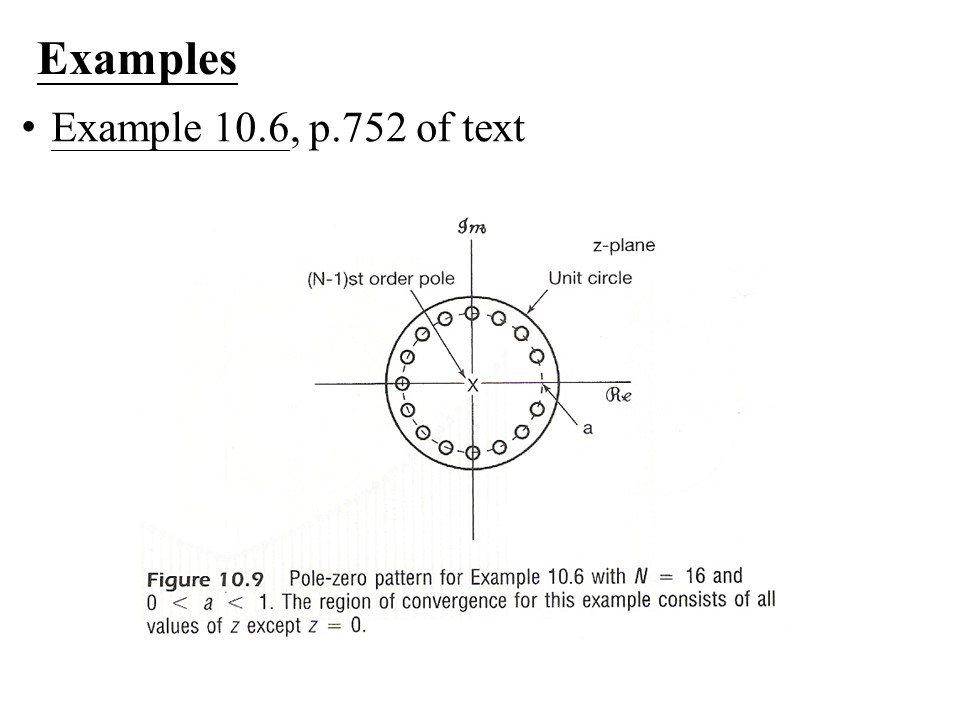 Examples
• Example 10.6, p.752 of text
Im
z-plane
(N-1)st order pole
Unit circle
X
Re
a
Figure 10.9 Pole-zero pattern for Example 10.6 with N = 16 and
0 < a < 1. The region of convergence for this example consists of all
values of z except z = 0.